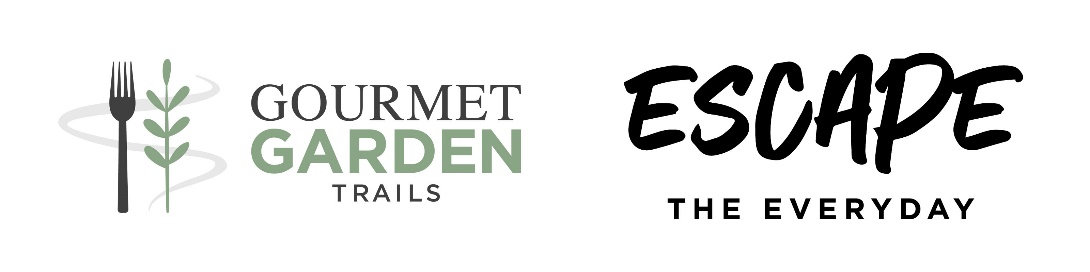 GOURMET
GARDEN
TRAILS
ESCAPE
THE EVERYDAY